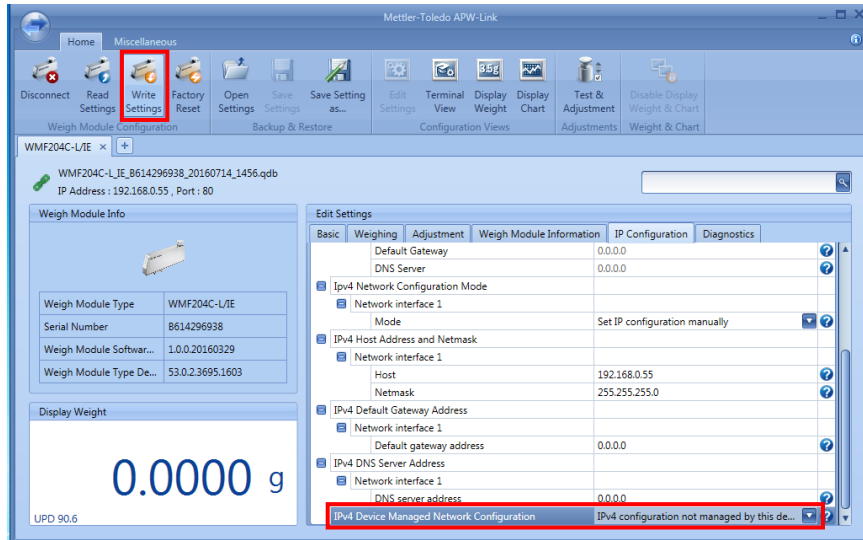 Mettler-Toledo APW-Link
Home Miscellaneous
Disconnect
Read Settings
Write Settings
Factory Reset
Open Settings
Save Settings
Save Setting as...
Edit Settings
Terminal View
Display Weight
Display Chart
Test & Adjustment
Disable Display Weight & Chart
Weigh Module Configuration
Backup & Restore
Configuration Views
Adjustments
Weight & Chart
WMF204C-L/IE × +
WMF204C-L_IE_B614296938_20160714_1456.qdb
IP Address : 192.168.0.55 , Port : 80
Weigh Module Info
Weigh Module Type WMF204C-L/IE
Serial Number B614296938
Weigh Module Softwar... 1.0.0.20160329
Weigh Module Type De... 53.0.2.3695.1603
Display Weight
0.0000 g
UPD 90.6
Edit Settings
Basic Weighing Adjustment Weigh Module Information IP Configuration Diagnostics
Default Gateway 0.0.0.0
DNS Server 0.0.0.0
Ipv4 Network Configuration Mode
Network interface 1
Mode Set IP configuration manually
IPv4 Host Address and Netmask
Network interface 1
Host 192.168.0.55
Netmask 255.255.255.0
IPv4 Default Gateway Address
Network interface 1
Default gateway address 0.0.0.0
IPv4 DNS Server Address
Network interface 1
DNS server address 0.0.0.0
IPv4 Device Managed Network Configuration IPv4 configuration not managed by this de...